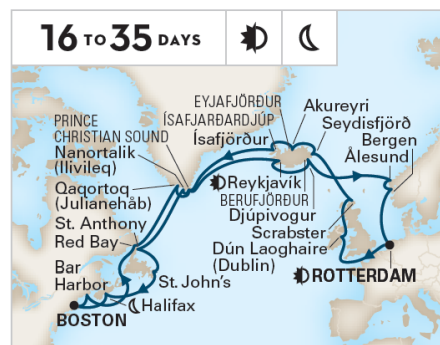 16 TO 35 DAYS
EYJAFJÖRÐUR
ÍSAFJARÐARDJÚP
Ísafjörður
Akureyri
Seydisfjörð
Bergen
Ålesund
PRINCE
CHRISTIAN SOUND
Nanortalik
(Ilivileq)
Qaqortoq
(Julianehåb)
St. Anthony
Red Bay
Bar
Harbor
BOSTON
Halifax
St. John's
Reykjavík
BERUFJÖRÐUR
Djúpivogur
Scrabster
Dún Laoghaire
(Dublin)
ROTTERDAM